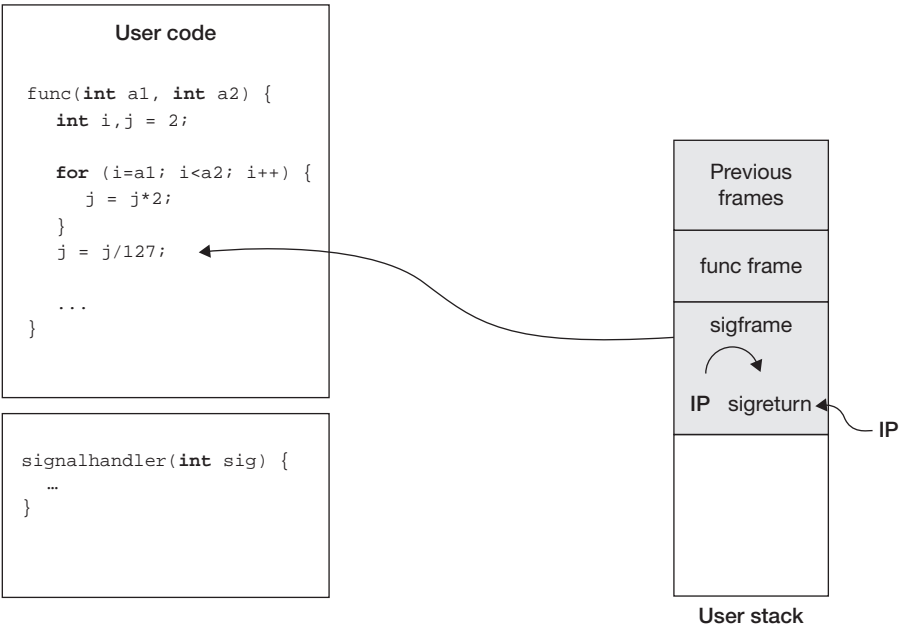 User code
func(int a1, int a2) {
int i,j = 2;
for (i=a1; i<a2; i++) {
j = j*2;
}
j = j/127;
...
}
signalhandler(int sig) {
…
}
Previous
frames
func frame
sigframe
IP sigreturn
IP
User stack